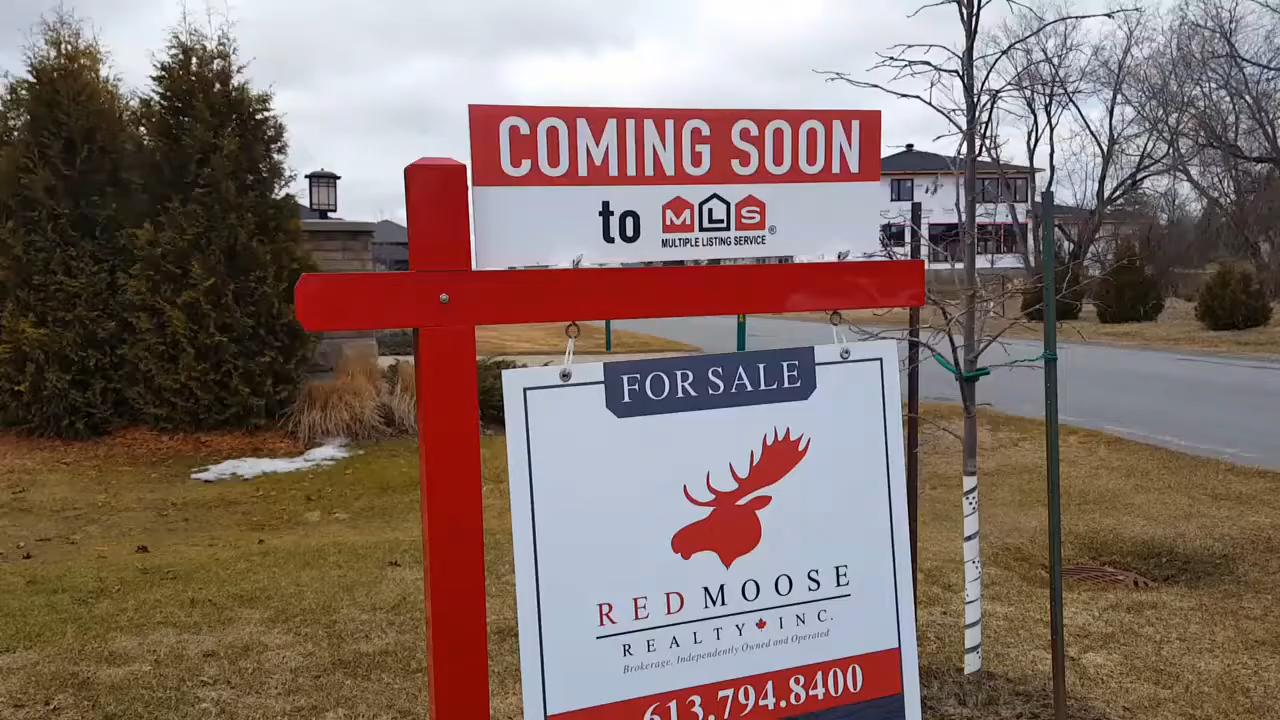 COMING SOON
to MLS®
MULTIPLE LISTING SERVICE
FOR SALE
RED MOOSE
REALTY INC.
Brokerage, Independently Owned and Operated
613.794.8400